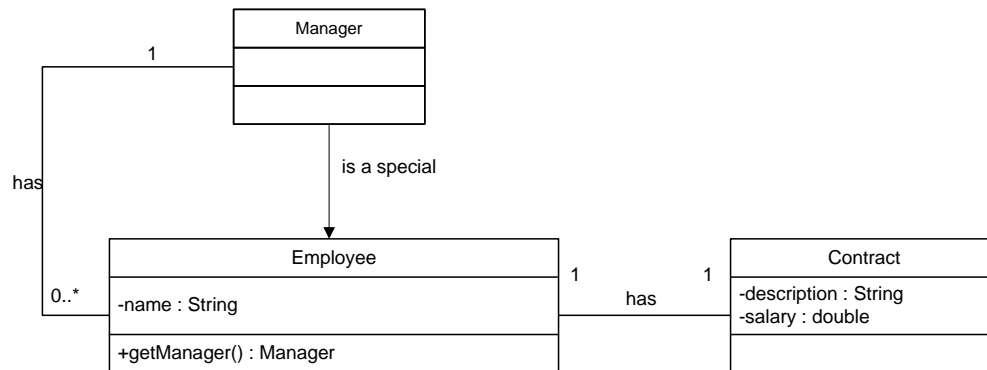 Manager
1
is a special
has
Employee
Contract
1
1
0..*
-name : String
has
-description : String
-salary : double
+getManager() : Manager